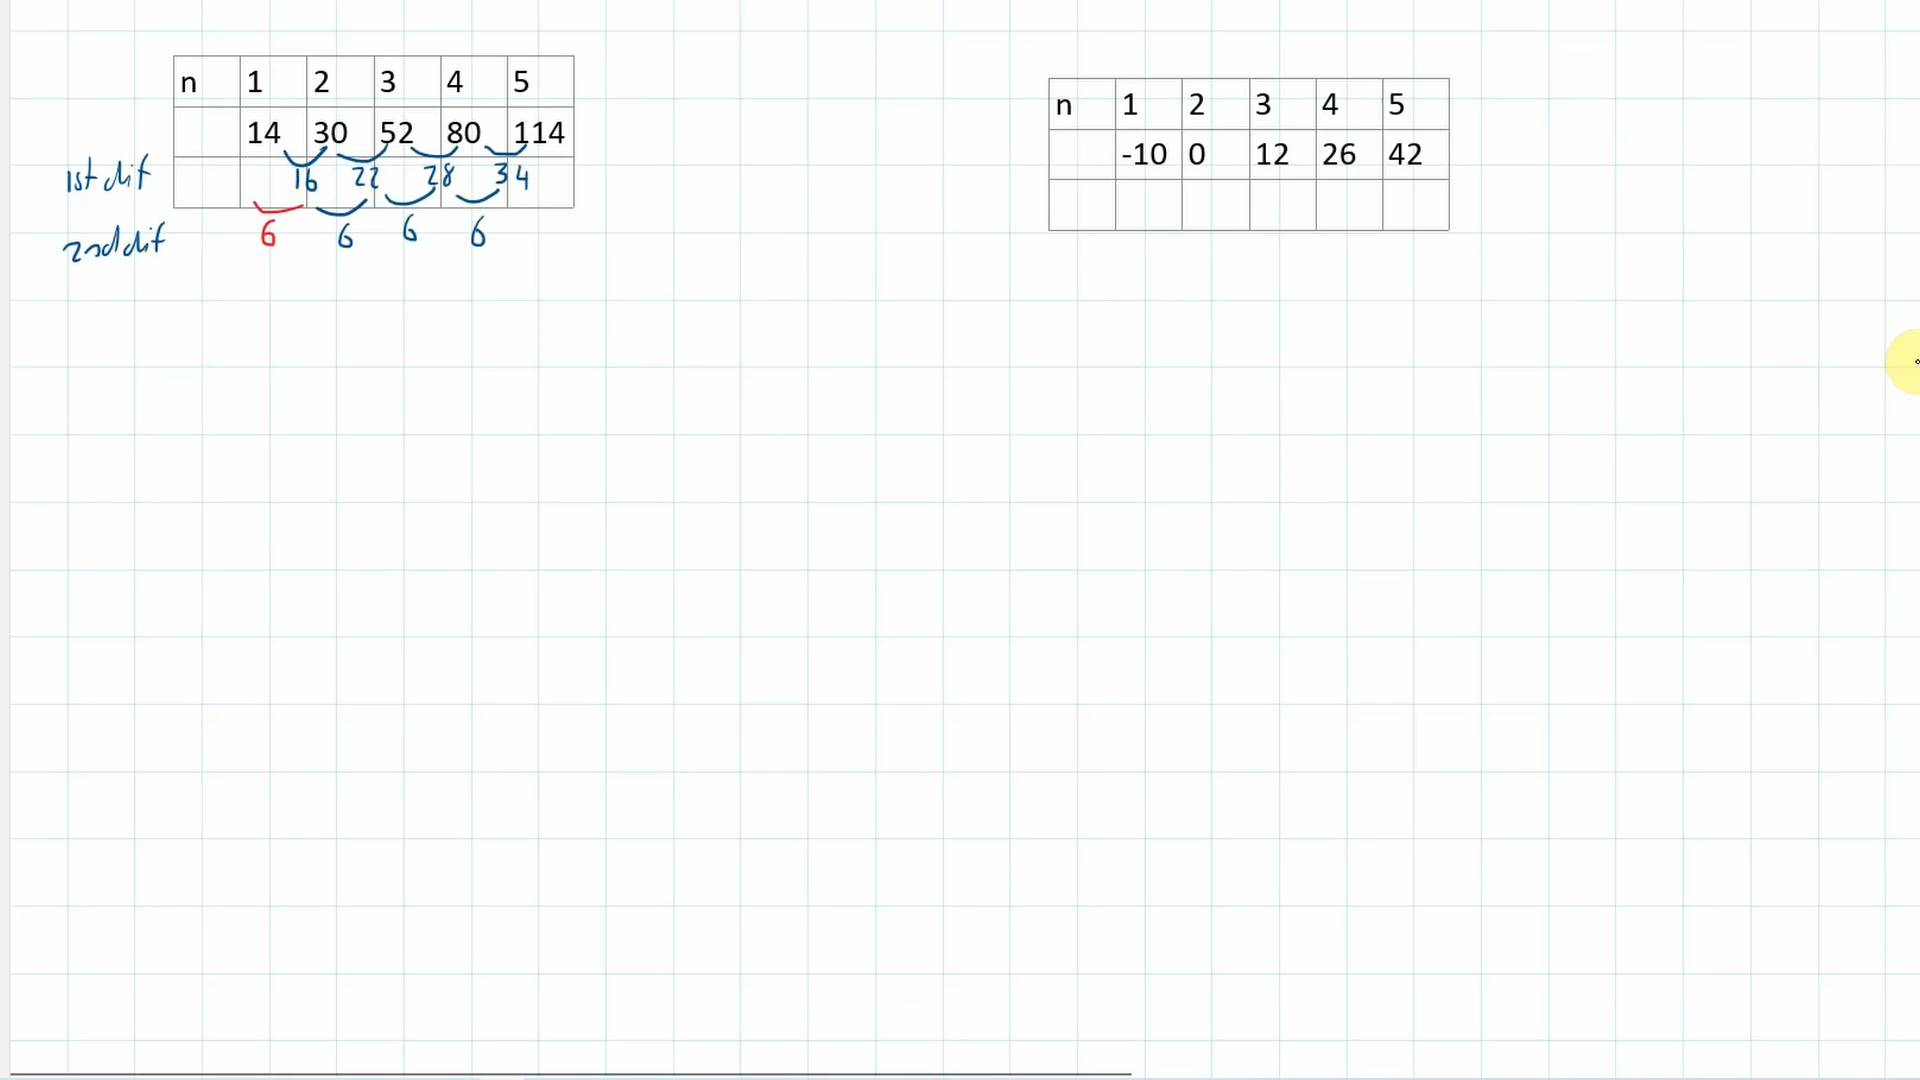 n 1 2 3 4 5
14 30 52 80 114
1st dif 16 22 28 34
2nd dif 6 6 6 6
n 1 2 3 4 5
-10 0 12 26 42